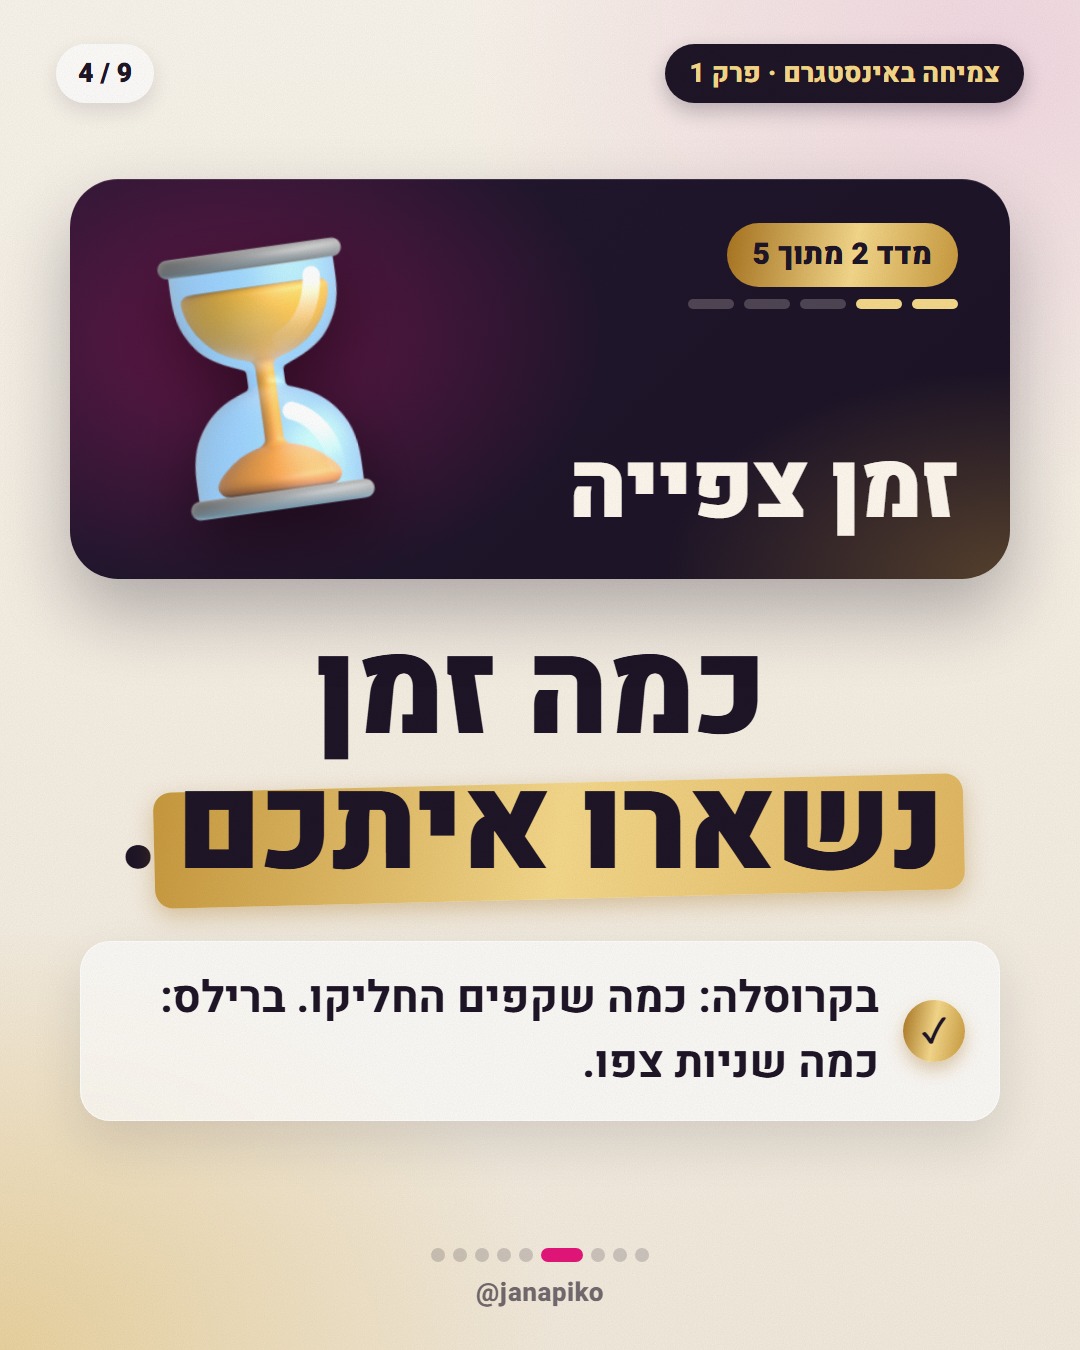 צמיחה באינסטגרם · פרק 1
4 / 9
מדד 2 מתוך 5
זמן צפייה
כמה זמן
נשארו איתכם.
בקרוסלה: כמה שקפים החליקו. ברילס:
כמה שניות צפו.
@janapiko